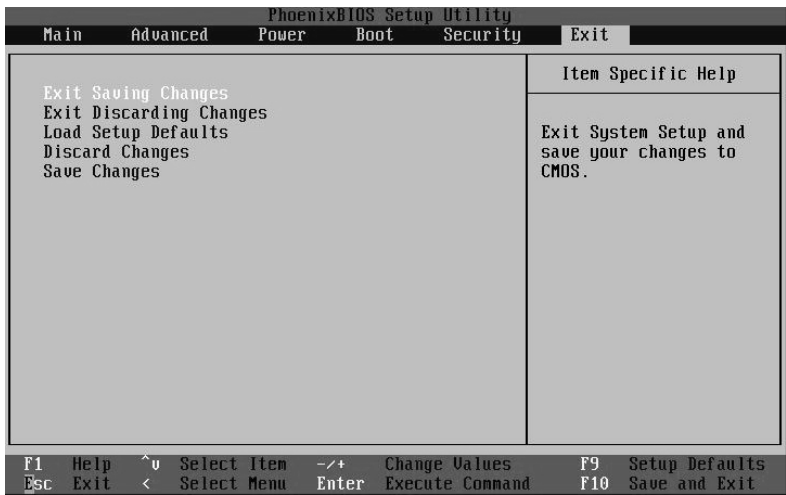 PhoenixBIOS Setup Utility
Main Advanced Power Boot Security Exit
Item Specific Help
Exit Saving Changes
Exit Discarding Changes
Load Setup Defaults
Discard Changes
Save Changes
Exit System Setup and
save your changes to
CMOS.
F1 Help ^v Select Item -/+ Change Values F9 Setup Defaults
Esc Exit < Select Menu Enter Execute Command F10 Save and Exit